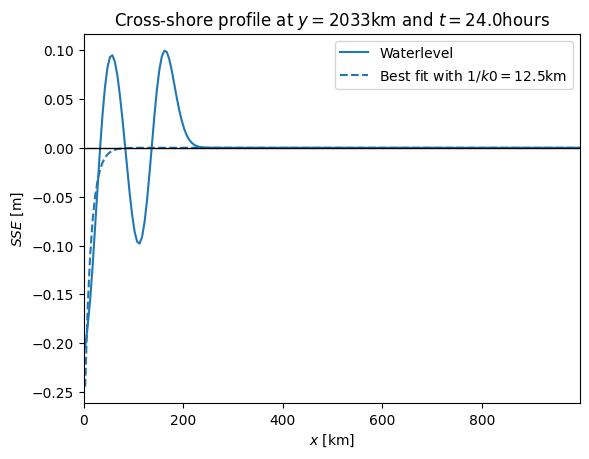 Cross-shore profile at y = 2033km and t = 24.0hours
Waterlevel
Best fit with 1/k0 = 12.5km
0.10
0.05
0.00
−0.05
−0.10
−0.15
−0.20
−0.25
SSE [m]
0 200 400 600 800
x [km]